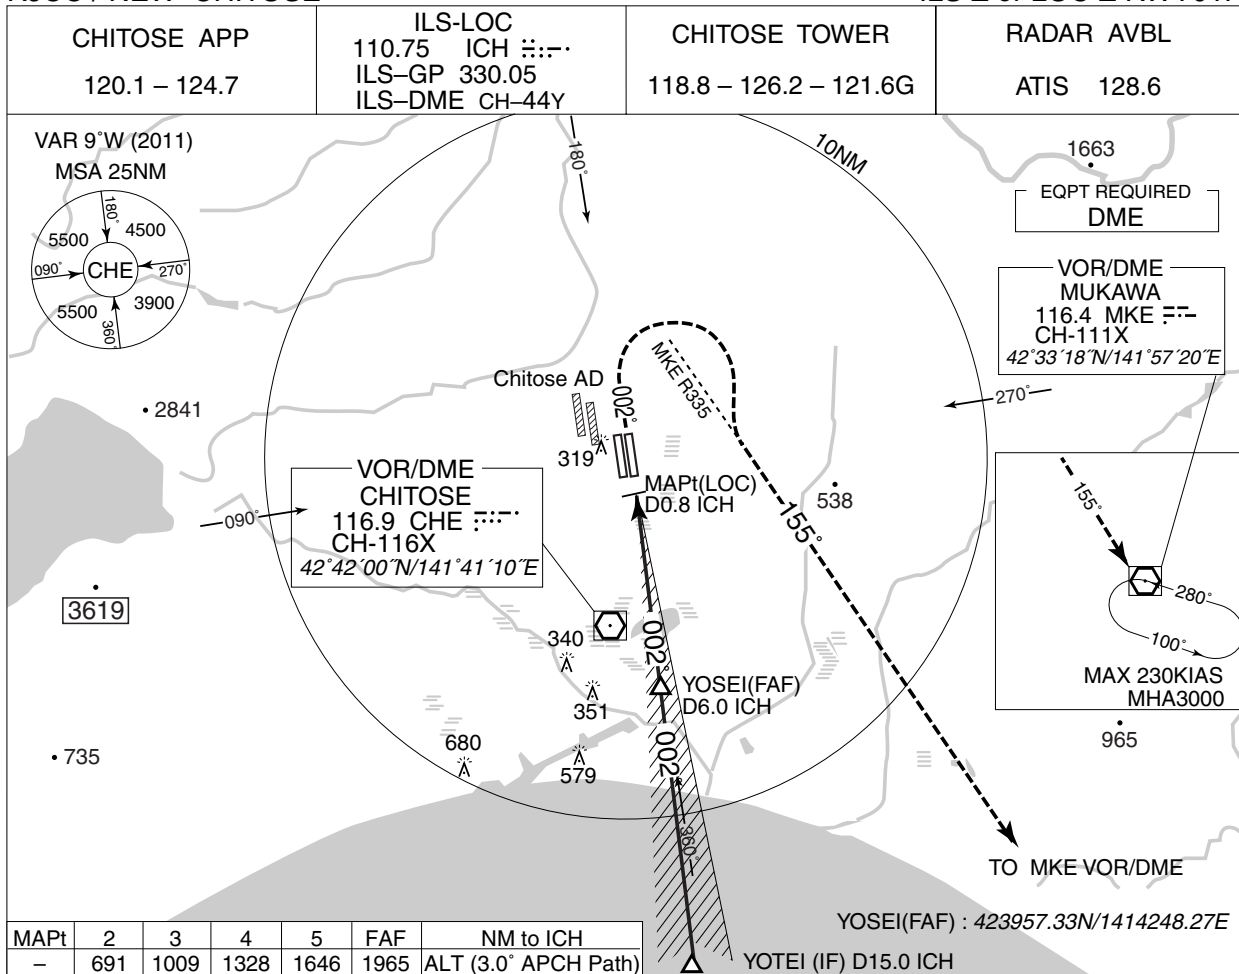 CHITOSE APP
120.1 – 124.7
ILS-LOC
110.75 ICH
ILS–GP 330.05
ILS–DME CH–44Y
CHITOSE TOWER
118.8 – 126.2 – 121.6G
RADAR AVBL
ATIS 128.6
VAR 9°W (2011)
MSA 25NM
180°
5500
4500
090°
CHE
270°
5500
3900
360°
180°
10NM
1663
EQPT REQUIRED
DME
VOR/DME
MUKAWA
116.4 MKE
CH-111X
42°33´18˝N/141°57´20˝E
2841
Chitose AD
002°
MKE R335
270°
319
VOR/DME
CHITOSE
116.9 CHE
CH-116X
42°42´00˝N/141°41´10˝E
090°
MAPt(LOC)
D0.8 ICH
538
155°
155°
280°
100°
MAX 230KIAS
MHA3000
3619
340
351
002°
YOSEI(FAF)
D6.0 ICH
965
735
680
579
002°
360°
TO MKE VOR/DME
YOSEI(FAF) : 423957.33N/1414248.27E
MAPt 2 3 4 5 FAF NM to ICH
– 691 1009 1328 1646 1965 ALT (3.0° APCH Path)
YOTEI (IF) D15.0 ICH